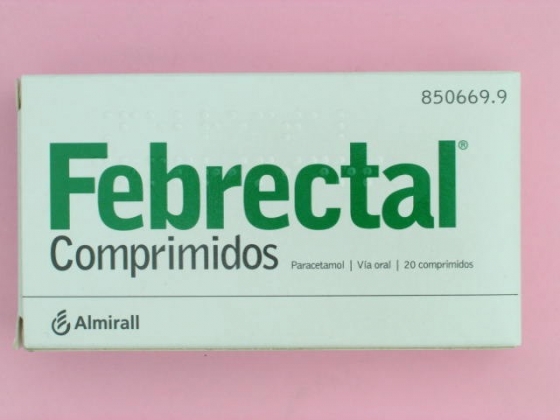 850669.9
Febrectal®
Comprimidos Paracetamol | Vía oral | 20 comprimidos
Almirall